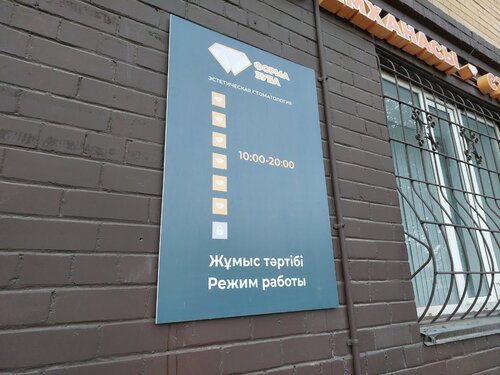 ФОРМА
ЗУБА
ЭСТЕТИЧЕСКАЯ СТОМАТОЛОГИЯ
10:00-20:00
Жұмыс тәртібі
Режим работы